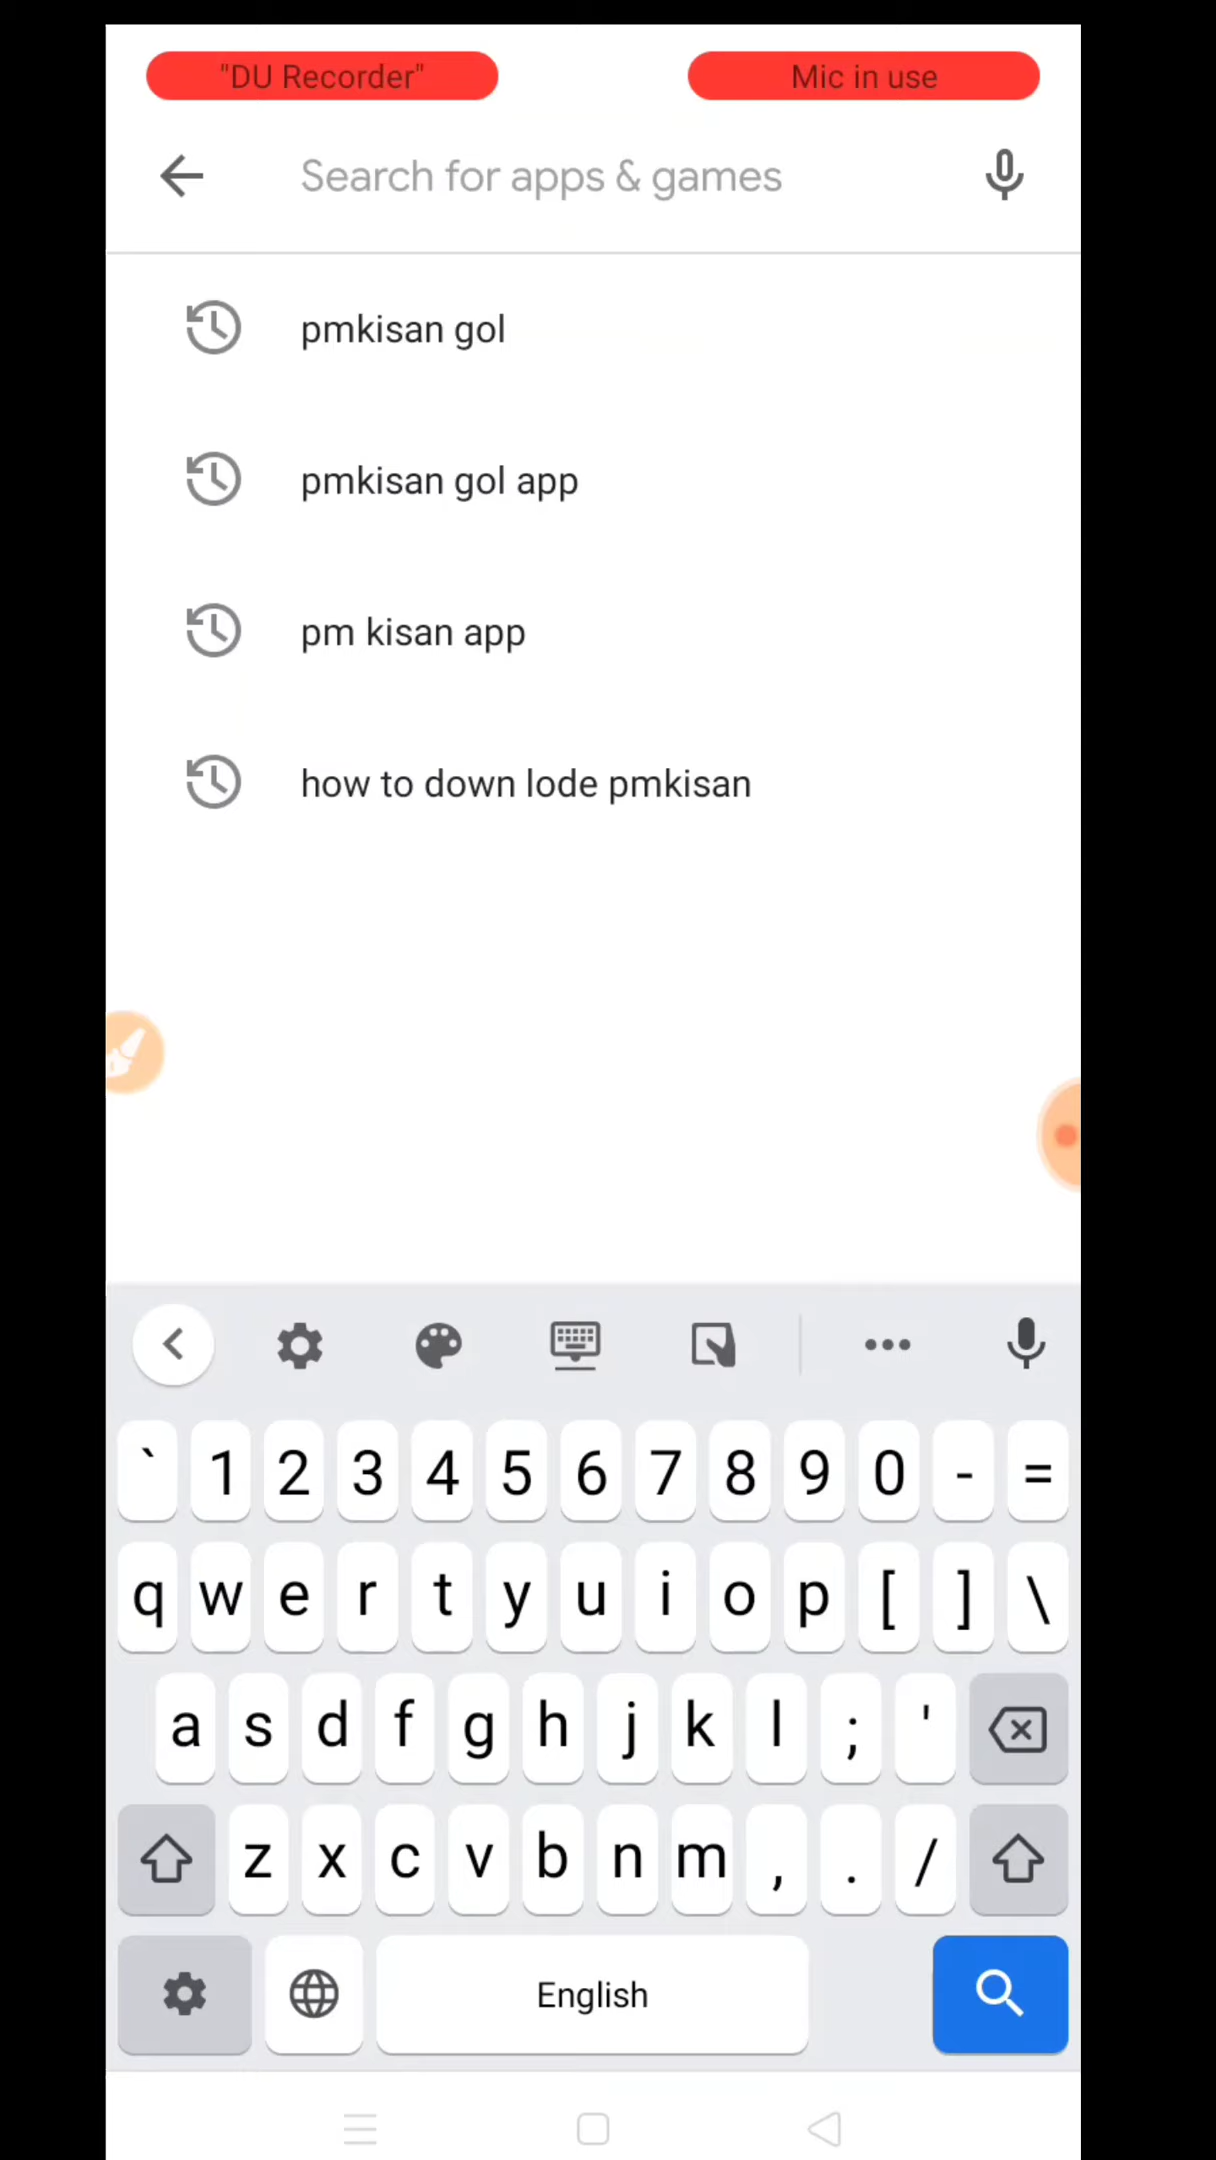 "DU Recorder" Mic in use
Search for apps & games
pmkisan gol
pmkisan gol app
pm kisan app
how to down lode pmkisan
` 1 2 3 4 5 6 7 8 9 0 - =
q w e r t y u i o p [ ] \
a s d f g h j k l ; '
z x c v b n m , . /
English